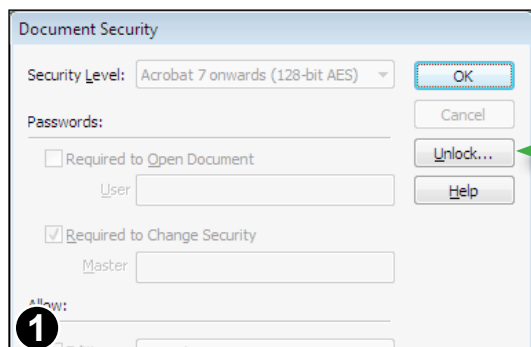 Document Security
Security Level: Acrobat 7 onwards (128-bit AES)
OK
Cancel
Passwords:
Unlock...
Required to Open Document
User
Help
Required to Change Security
Master
Allow:
1